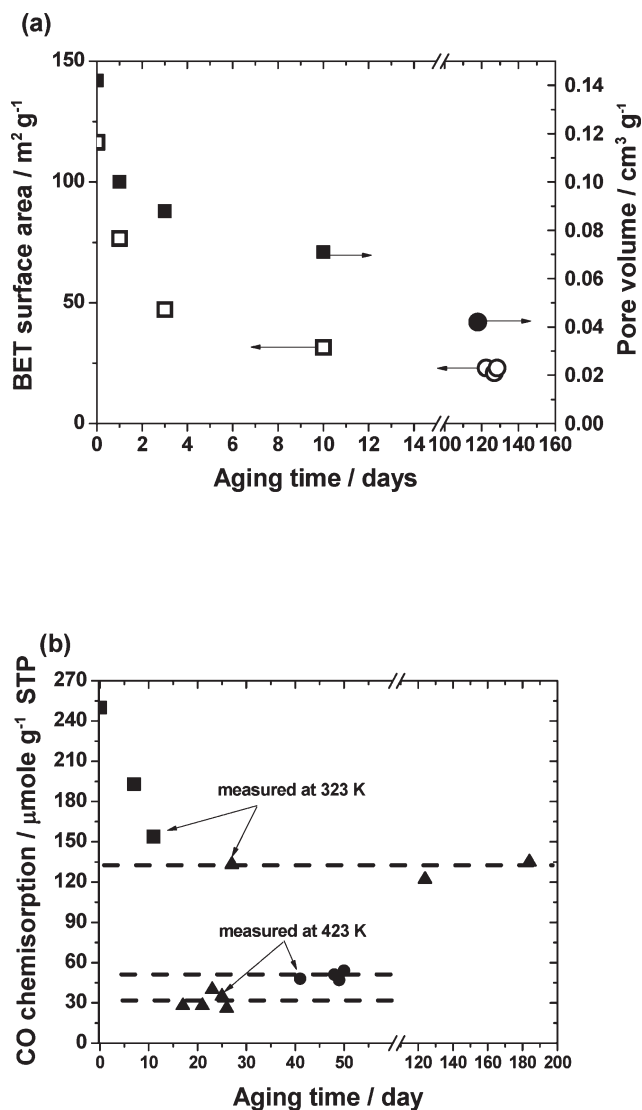 (a)
150
100
50
0
BET surface area / m² g⁻¹
0.14
0.12
0.10
0.08
0.06
0.04
0.02
0.00
Pore volume / cm³ g⁻¹
0 2 4 6 8 10 12 14 100 120 140 160
Aging time / days
(b)
270
240
210
180
150
120
90
60
30
0
CO chemisorption / μmole g⁻¹ STP
measured at 323 K
measured at 423 K
0 10 20 30 40 50 120 140 160 180 200
Aging time / day